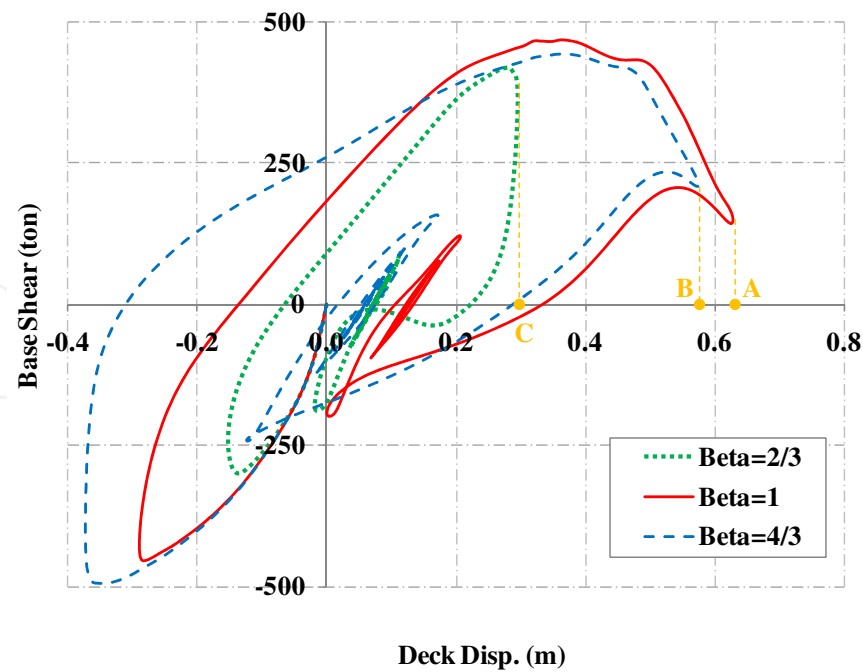 500
250
0
-250
-500
-0.4
-0.2
0.0
0.2
0.4
0.6
0.8
Base Shear (ton)
Deck Disp. (m)
B
A
C
Beta=2/3
Beta=1
Beta=4/3